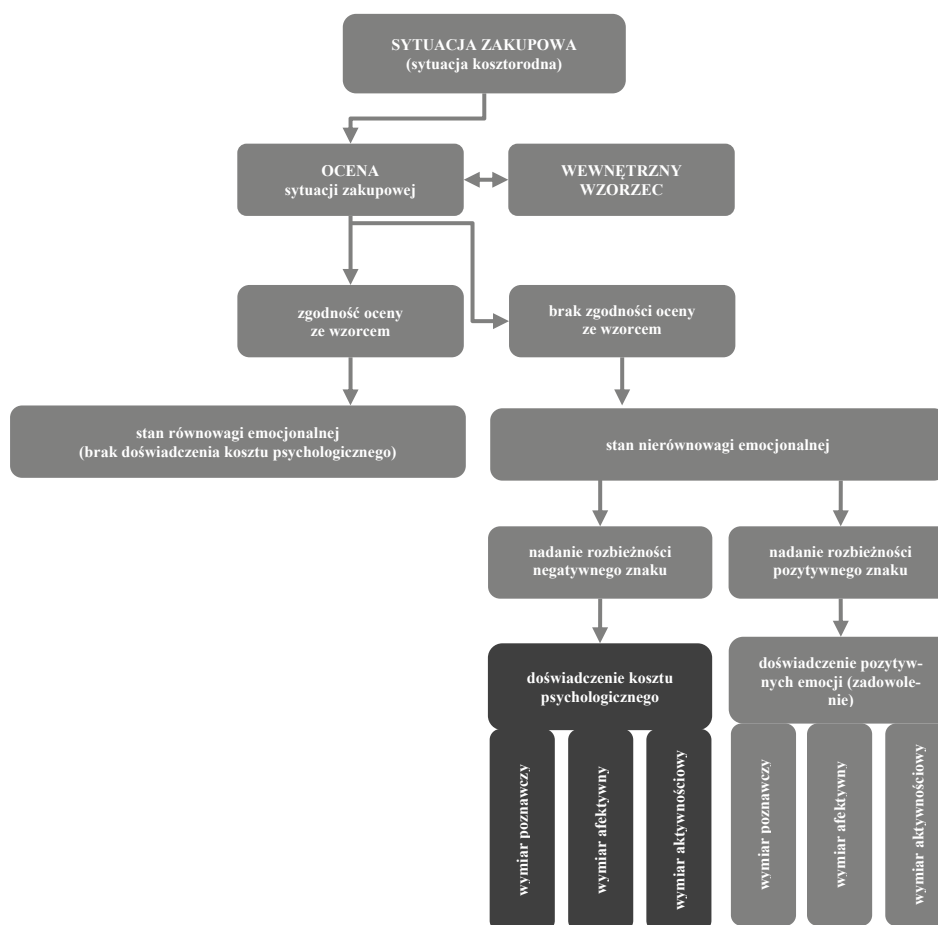 SYTUACJA ZAKUPOWA
(sytuacja kosztorodna)
OCENA
sytuacji zakupowej
WEWNĘTRZNY
WZORZEC
zgodność oceny
ze wzorcem
brak zgodności oceny
ze wzorcem
stan równowagi emocjonalnej
(brak doświadczenia kosztu psychologicznego)
stan nierównowagi emocjonalnej
nadanie rozbieżności
negatywnego znaku
nadanie rozbieżności
pozytywnego znaku
doświadczenie kosztu
psychologicznego
doświadczenie pozytyw-
nych emocji (zadowole-
nie)
wymiar poznawczy
wymiar afektywny
wymiar aktywnościowy
wymiar poznawczy
wymiar afektywny
wymiar aktywnościowy